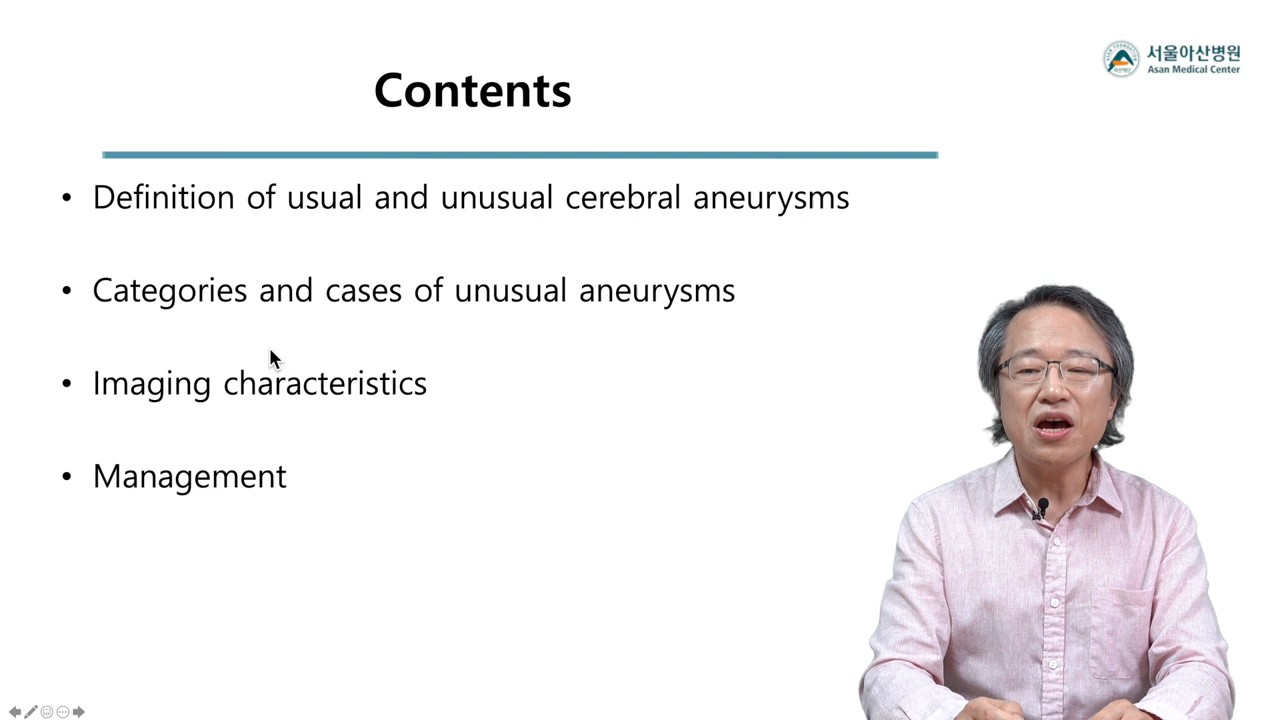 Contents
서울아산병원
Asan Medical Center
• Definition of usual and unusual cerebral aneurysms
• Categories and cases of unusual aneurysms
• Imaging characteristics
• Management